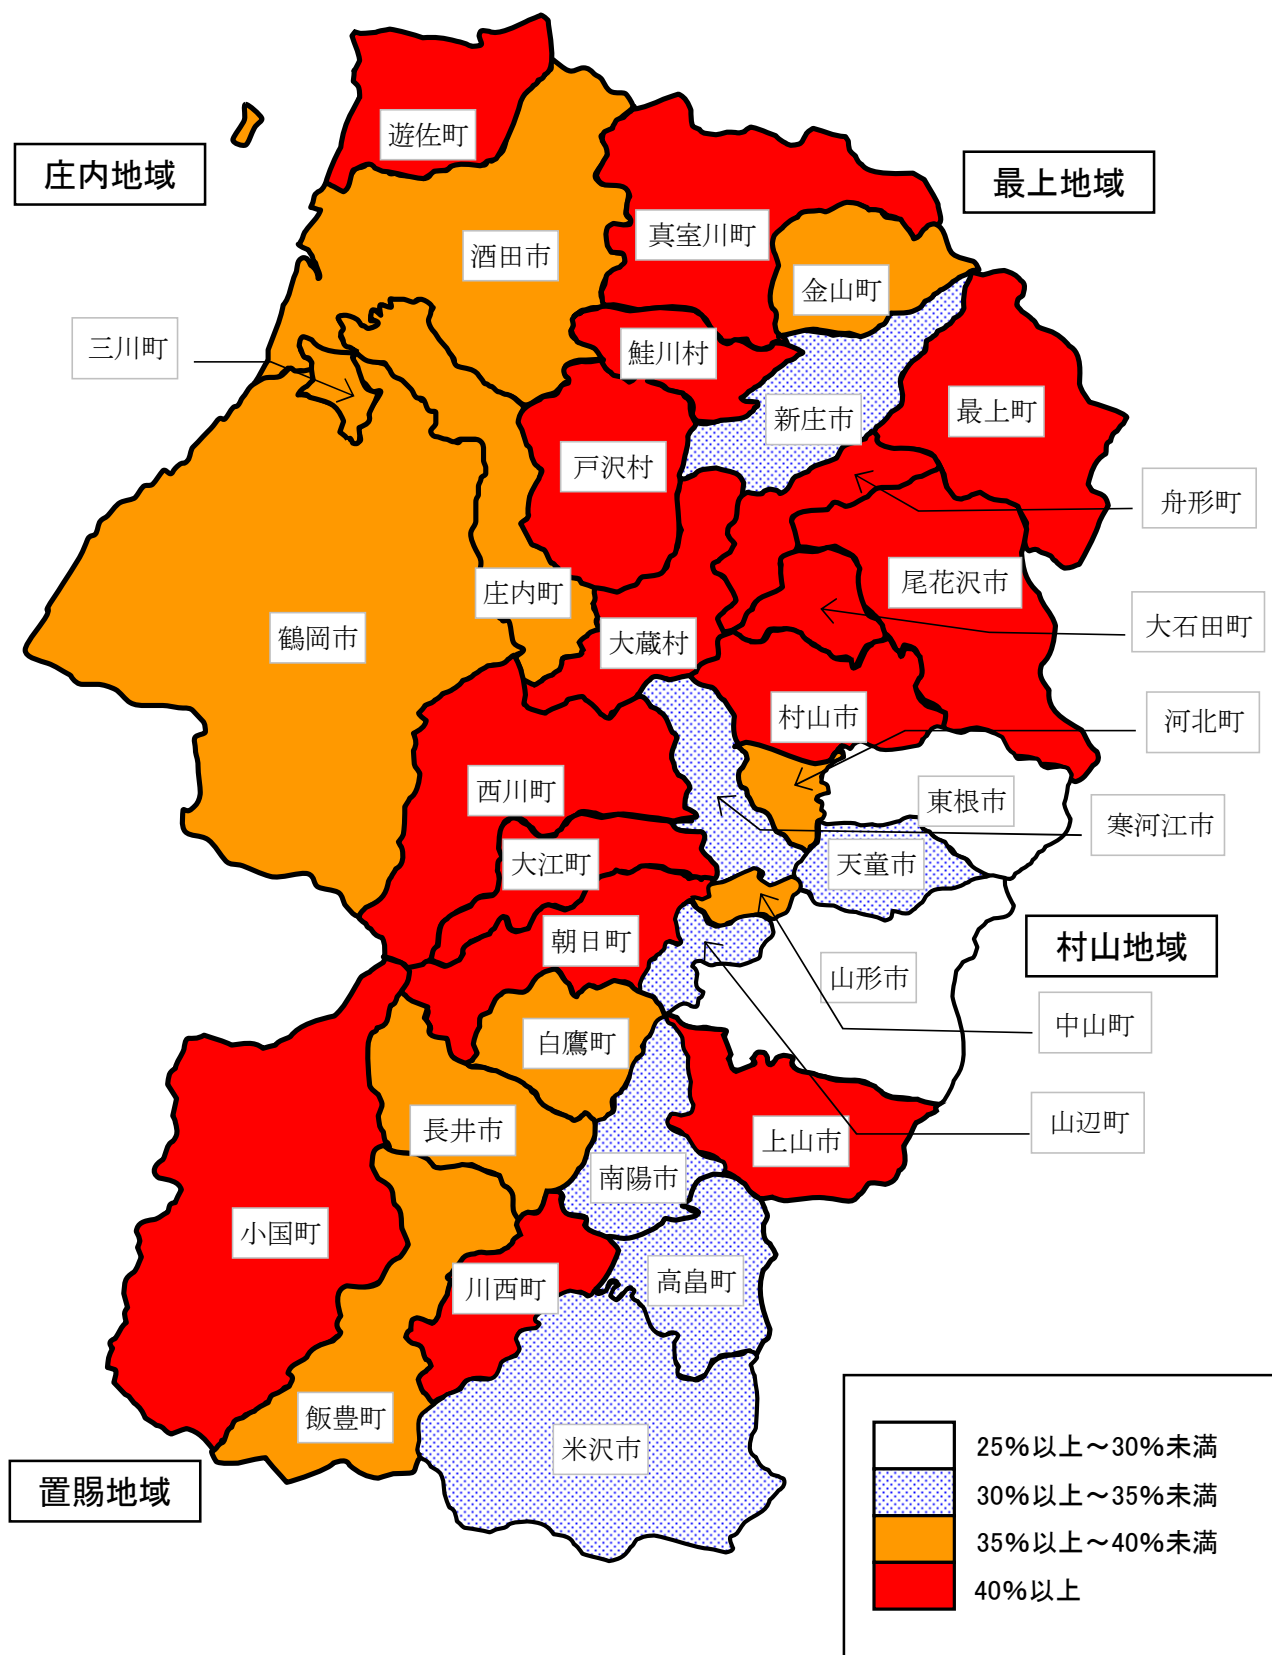 遊佐町
庄内地域
最上地域
真室川町
酒田市
金山町
三川町
鮭川村
新庄市
最上町
戸沢村
舟形町
尾花沢市
庄内町
大石田町
鶴岡市
大蔵村
村山市
河北町
西川町
東根市
寒河江市
大江町
天童市
朝日町
村山地域
山形市
中山町
白鷹町
長井市
山辺町
上山市
南陽市
小国町
高畠町
川西町
飯豊町
米沢市
置賜地域
25%以上～30%未満
30%以上～35%未満
35%以上～40%未満
40%以上